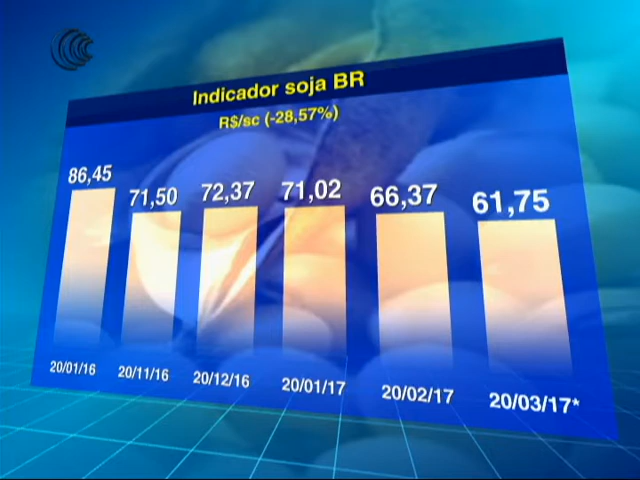 Indicador soja BR
R$/sc (-28,57%)
86,45 71,50 72,37 71,02 66,37 61,75
20/01/16 20/11/16 20/12/16 20/01/17 20/02/17 20/03/17*